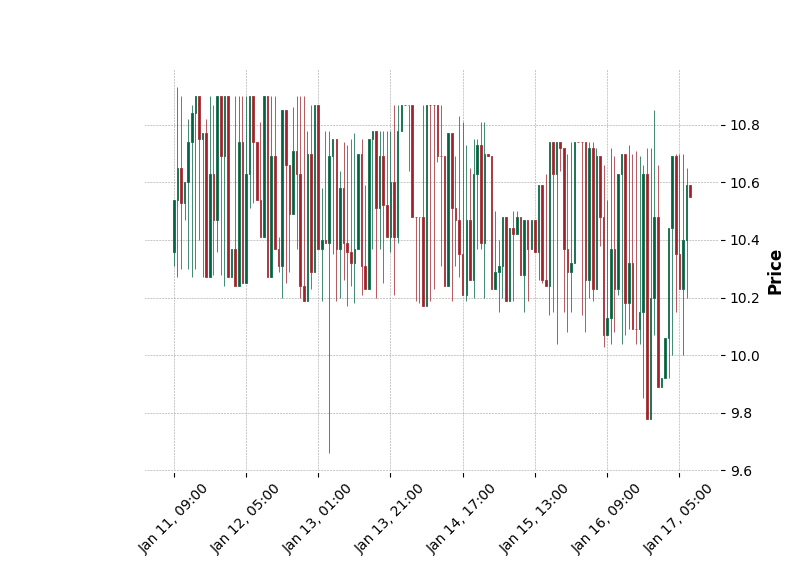 10.8
10.6
10.4
10.2
10.0
9.8
9.6
Price
Jan 11, 09:00
Jan 12, 05:00
Jan 13, 01:00
Jan 13, 21:00
Jan 14, 17:00
Jan 15, 13:00
Jan 16, 09:00
Jan 17, 05:00